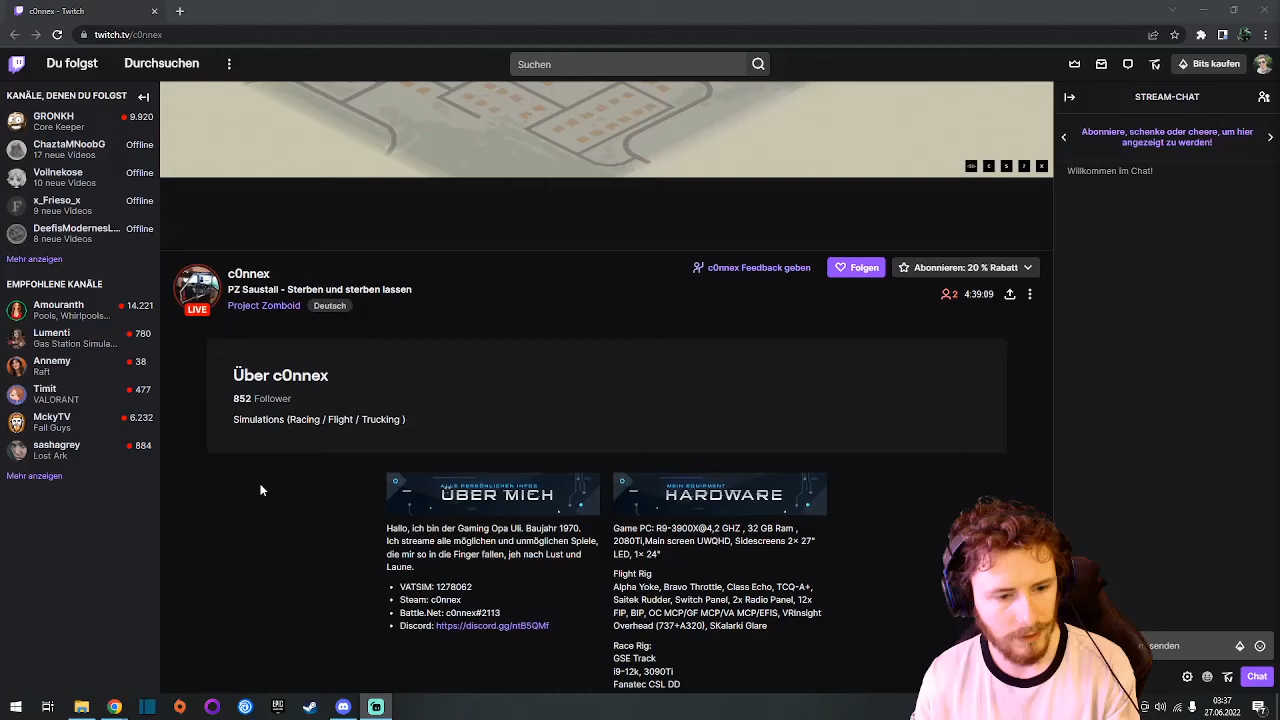 c0nnex - Twitch
twitch.tv/c0nnex
Du folgst
Durchsuchen
Suchen
Bits kaufen
KANÄLE, DENEN DU FOLGST
GRONKH
9.920
Core Keeper
ChaztaMNoobG
Offline
17 neue Videos
Vollnekose
Offline
10 neue Videos
x_Frieso_x
Offline
9 neue Videos
DeefisModernesL...
Offline
8 neue Videos
Mehr anzeigen
EMPFOHLENE KANÄLE
Amouranth
14.221
Pools, Whirlpools...
Lumenti
780
Gas Station Simula...
Annemy
38
Raft
Timit
477
VALORANT
MckyTV
6.232
Fall Guys
sashagrey
884
Lost Ark
Mehr anzeigen
c0nnex
PZ Saustall - Sterben und sterben lassen
Project Zomboid
Deutsch
LIVE
c0nnex Feedback geben
Folgen
Abonnieren: 20 % Rabatt
2
4:39:09
Über c0nnex
852 Follower
Simulations (Racing / Flight / Trucking )
ALLE PERSÖNLICHEN INFOS
ÜBER MICH
Hallo, ich bin der Gaming Opa Uli. Baujahr 1970.
Ich streame alle möglichen und unmöglichen Spiele,
die mir so in die Finger fallen, jeh nach Lust und
Laune.
• VATSIM: 1278062
• Steam: c0nnex
• Battle.Net: c0nnex#2113
• Discord: https://discord.gg/ntB5QMf
MEIN EQUIPMENT
HARDWARE
Game PC: R9-3900X@4,2 GHZ , 32 GB Ram ,
2080Ti,Main screen UWQHD, Sidescreens 2× 27"
LED, 1× 24"
Flight Rig
Alpha Yoke, Bravo Throttle, Class Echo, TCQ-A+,
Saitek Rudder, Switch Panel, 2x Radio Panel, 12x
FIP, BIP, OC MCP/GF MCP/VA MCP/EFIS, VRInsight
Overhead (737+A320), SKalarki Glare
Race Rig:
GSE Track
i9-12k, 3090Ti
Fanatec CSL DD
STREAM-CHAT
Abonniere, schenke oder cheere, um hier
angezeigt zu werden!
Willkommen im Chat!
senden
Chat
EPIC
03:37
27.06.2022